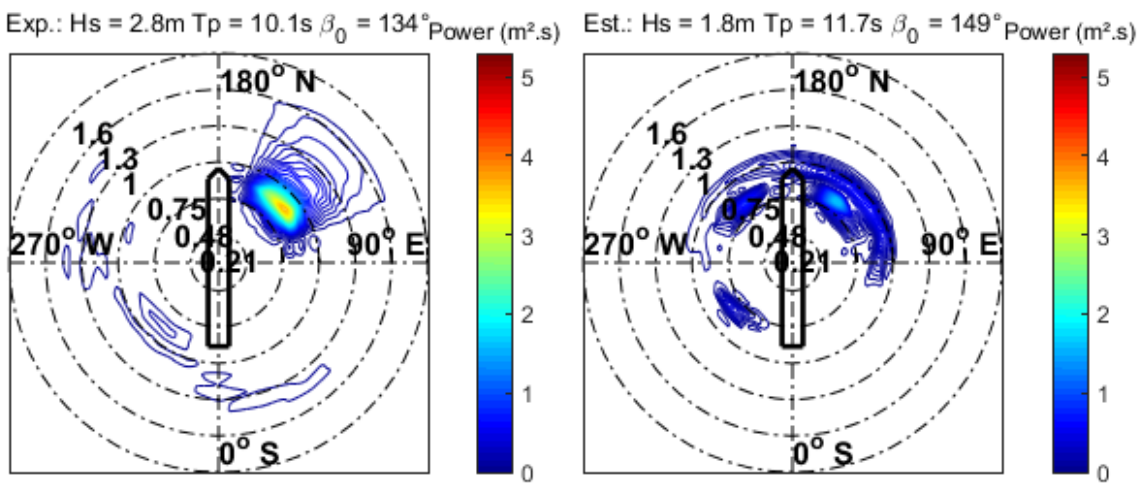 Exp.: Hs = 2.8m Tp = 10.1s β0 = 134° Power (m².s)
180° N
1.6
1.3
1
0.75
0.48
0.21
270° W
90° E
0° S
5
4
3
2
1
0
Est.: Hs = 1.8m Tp = 11.7s β0 = 149° Power (m².s)
180° N
1.6
1.3
1
0.75
0.48
0.21
270° W
90° E
0° S
5
4
3
2
1
0